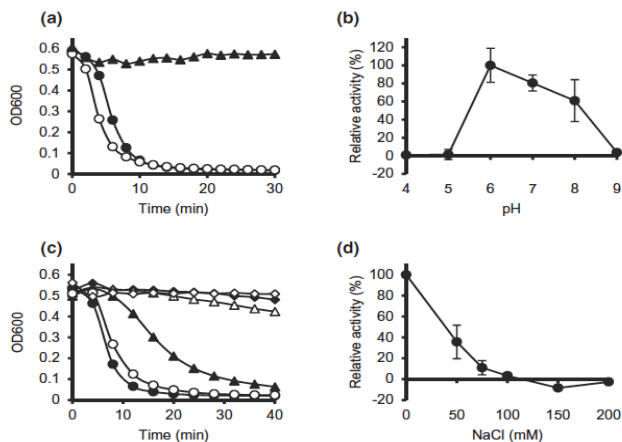 (a)
0.6
0.5
0.4
0.3
0.2
0.1
0
OD600
0 10 20 30
Time (min)
(b)
120
100
80
60
40
20
0
-20
Relative activity (%)
4 5 6 7 8 9
pH
(c)
0.6
0.5
0.4
0.3
0.2
0.1
0
OD600
0 10 20 30 40
Time (min)
(d)
100
80
60
40
20
0
-20
Relative activity (%)
0 50 100 150 200
NaCl (mM)